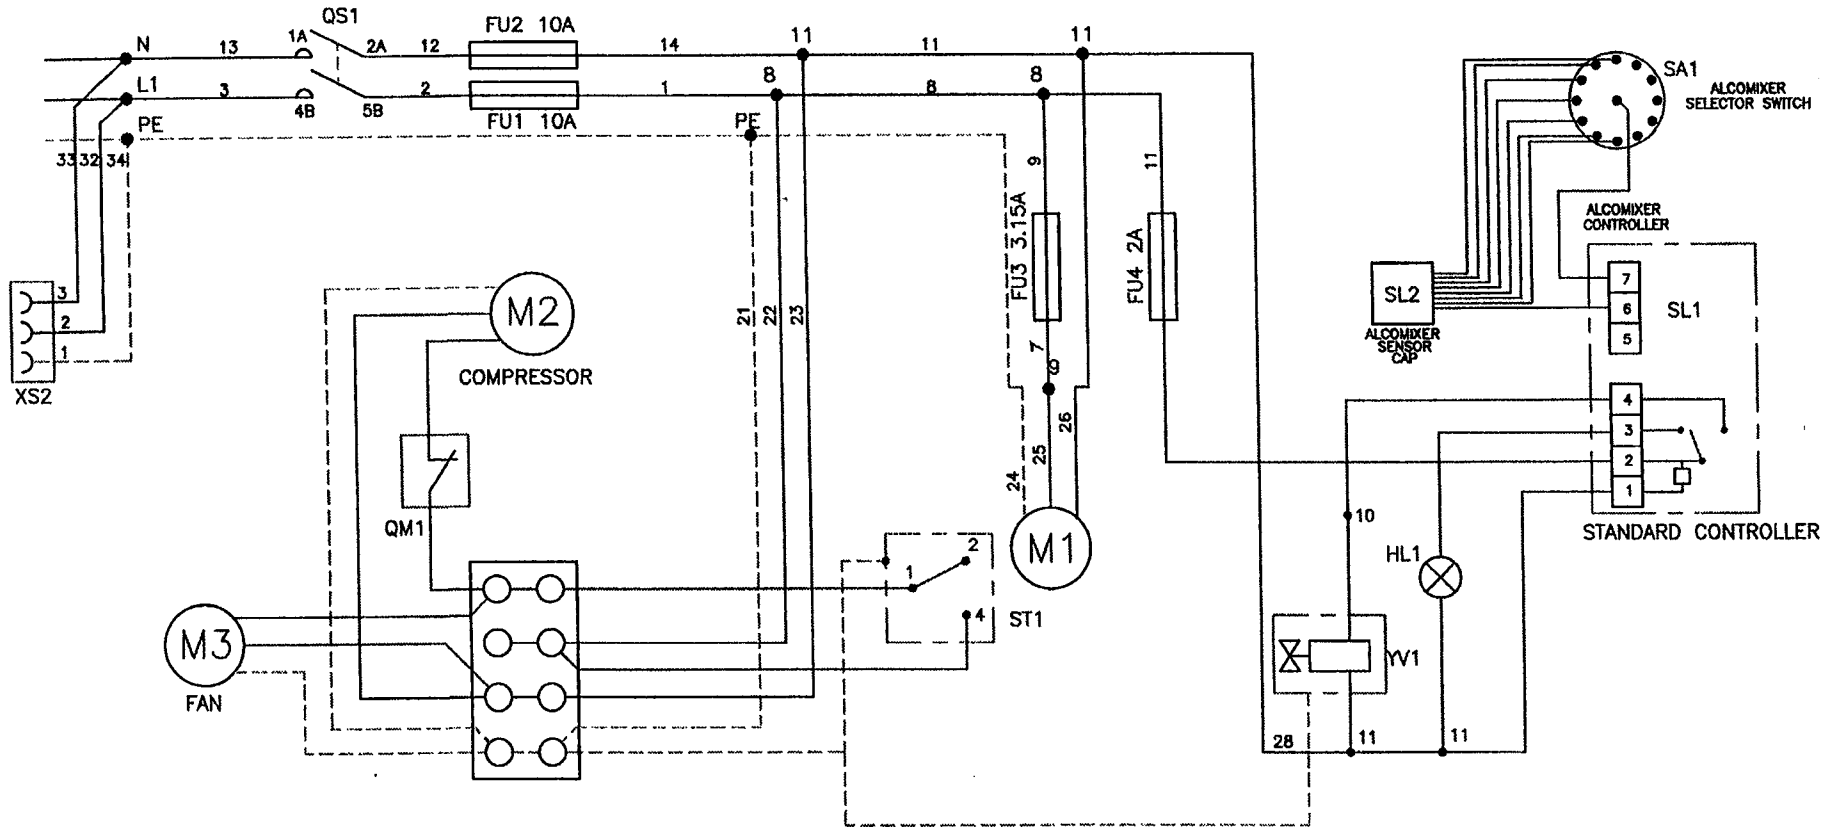 QS1
FU2 10A
N
13
1A
2A
12
14
11
11
11
SA1
L1
3
4B
5B
2
FU1 10A
1
8
8
8
ALCOMIXER
SELECTOR SWITCH
PE
PE
33
32
34
9
11
FU3 3.15A
FU4 2A
ALCOMIXER
CONTROLLER
3
2
1
XS2
M2
COMPRESSOR
21
22
23
7
9
SL2
ALCOMIXER
SENSOR
CAP
7
6
5
SL1
26
25
24
4
3
2
1
STANDARD CONTROLLER
QM1
10
HL1
M1
1
2
4
ST1
M3
FAN
YV1
28
11
11